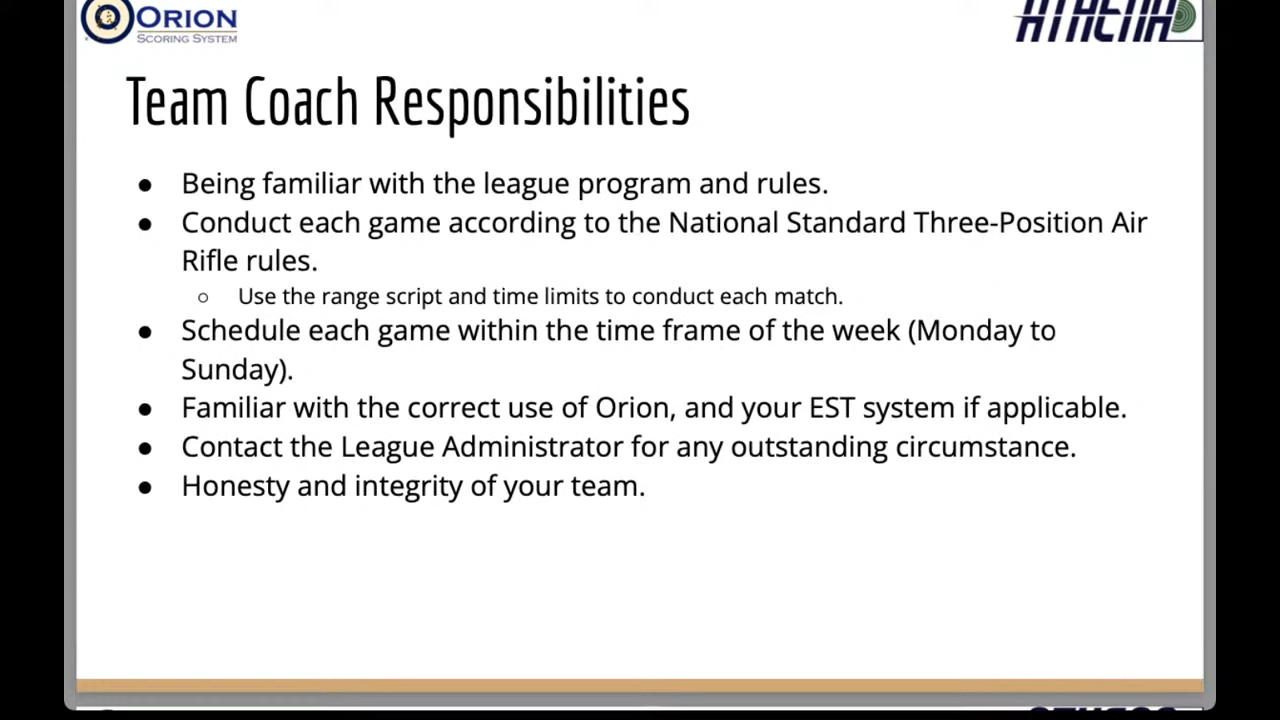 ORION
SCORING SYSTEM
ATHENA
Team Coach Responsibilities
● Being familiar with the league program and rules.
● Conduct each game according to the National Standard Three-Position Air
Rifle rules.
○ Use the range script and time limits to conduct each match.
● Schedule each game within the time frame of the week (Monday to
Sunday).
● Familiar with the correct use of Orion, and your EST system if applicable.
● Contact the League Administrator for any outstanding circumstance.
● Honesty and integrity of your team.